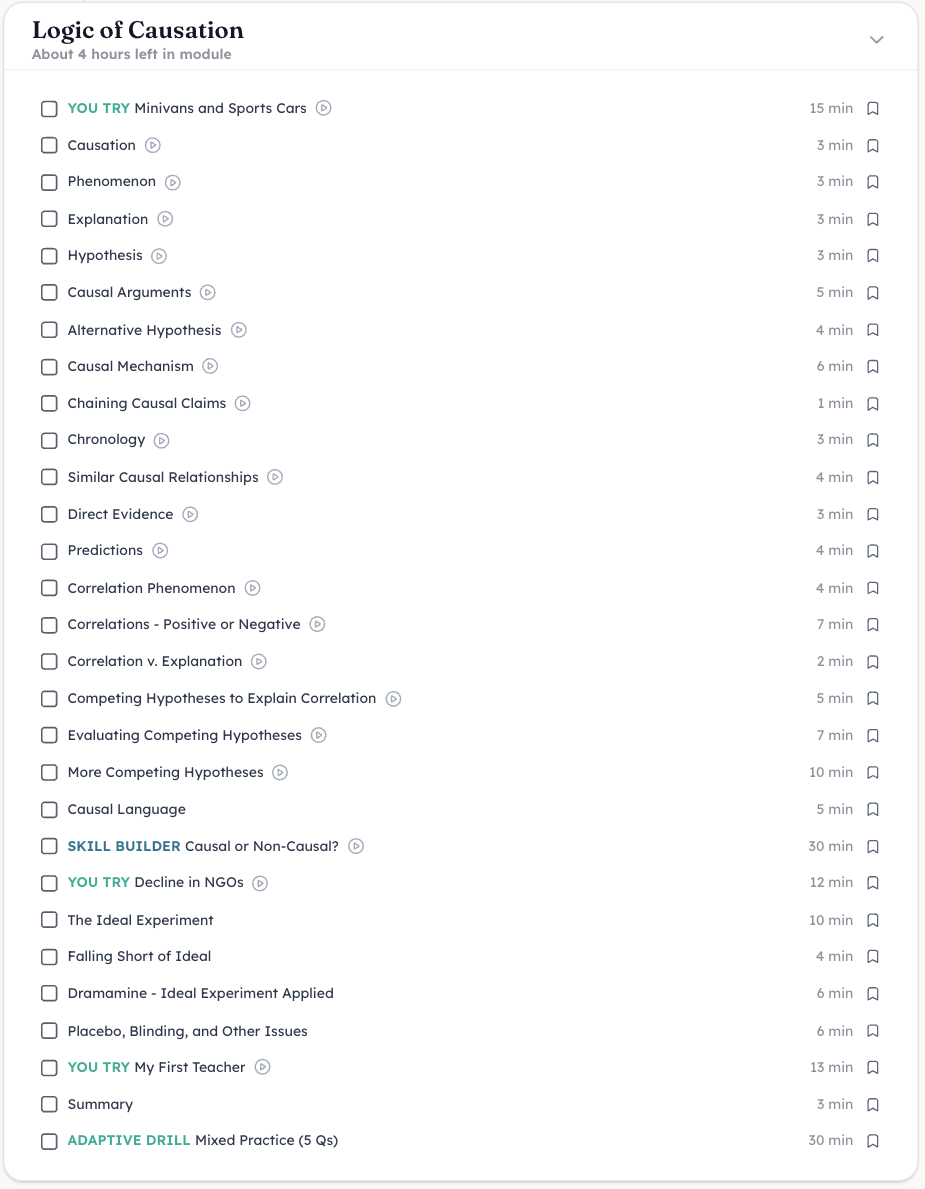 Logic of Causation
About 4 hours left in module
YOU TRY Minivans and Sports Cars 15 min
Causation 3 min
Phenomenon 3 min
Explanation 3 min
Hypothesis 3 min
Causal Arguments 5 min
Alternative Hypothesis 4 min
Causal Mechanism 6 min
Chaining Causal Claims 1 min
Chronology 3 min
Similar Causal Relationships 4 min
Direct Evidence 3 min
Predictions 4 min
Correlation Phenomenon 4 min
Correlations - Positive or Negative 7 min
Correlation v. Explanation 2 min
Competing Hypotheses to Explain Correlation 5 min
Evaluating Competing Hypotheses 7 min
More Competing Hypotheses 10 min
Causal Language 5 min
SKILL BUILDER Causal or Non-Causal? 30 min
YOU TRY Decline in NGOs 12 min
The Ideal Experiment 10 min
Falling Short of Ideal 4 min
Dramamine - Ideal Experiment Applied 6 min
Placebo, Blinding, and Other Issues 6 min
YOU TRY My First Teacher 13 min
Summary 3 min
ADAPTIVE DRILL Mixed Practice (5 Qs) 30 min